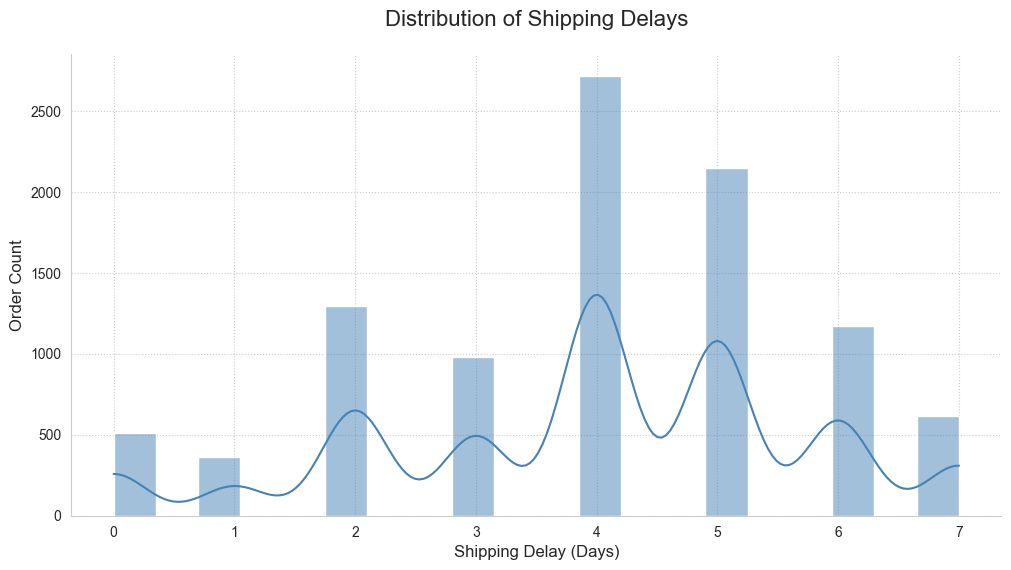 Distribution of Shipping Delays
Order Count
2500
2000
1500
1000
500
0
0 1 2 3 4 5 6 7
Shipping Delay (Days)